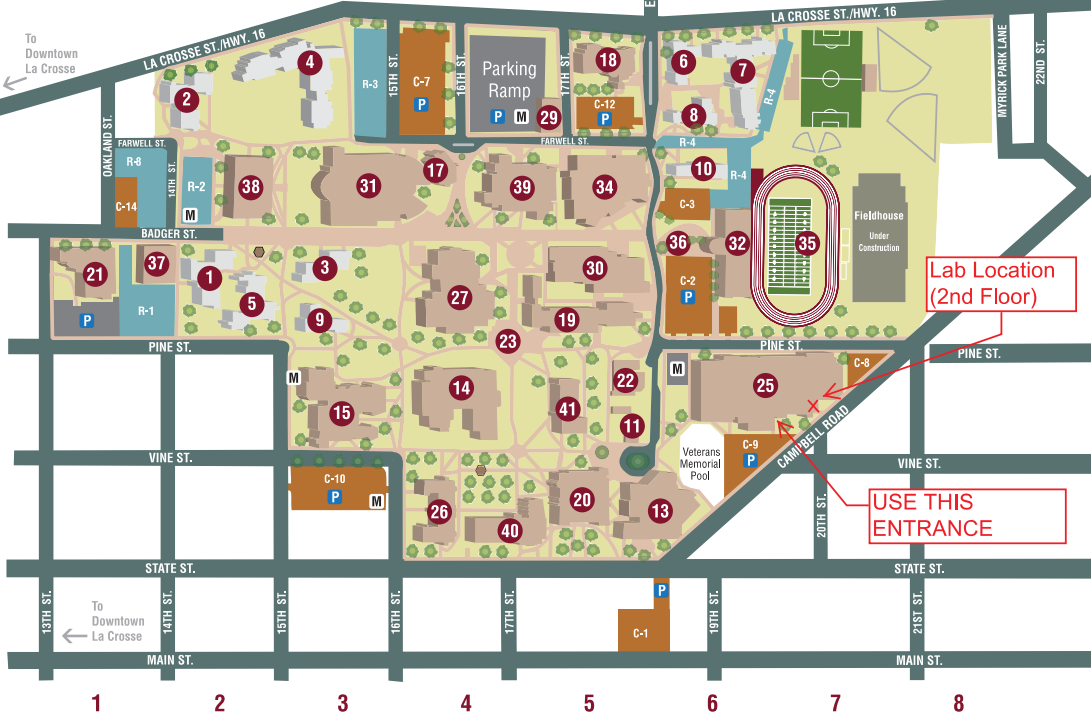 E
LA CROSSE ST./HWY. 16
LA CROSSE ST./HWY. 16
To
Downtown
La Crosse
22ND ST.
MYRICK PARK LANE
4
R-3
15TH ST.
C-7
P
16TH ST.
Parking
Ramp
P
M
29
17TH ST.
18
C-12
P
6
7
8
R-4
2
OAKLAND ST.
FARWELL ST.
FARWELL ST.
R-4
R-6
14TH ST.
R-2
M
C-14
38
31
17
39
34
10
R-4
C-3
BADGER ST.
36
32
35
Fieldhouse
Under
Construction
21
37
1
3
5
9
27
30
19
C-2
P
Lab Location
(2nd Floor)
P
R-1
23
PINE ST.
PINE ST.
PINE ST.
M
15
14
41
22
11
M
25
C-8
CAMPBELL ROAD
Veterans
Memorial
Pool
C-9
P
VINE ST.
VINE ST.
C-10
P
M
26
40
20
13
USE THIS
ENTRANCE
20TH ST.
STATE ST.
STATE ST.
13TH ST.
To
Downtown
La Crosse
14TH ST.
15TH ST.
16TH ST.
17TH ST.
P
C-1
19TH ST.
21ST ST.
MAIN ST.
MAIN ST.
1
2
3
4
5
6
7
8